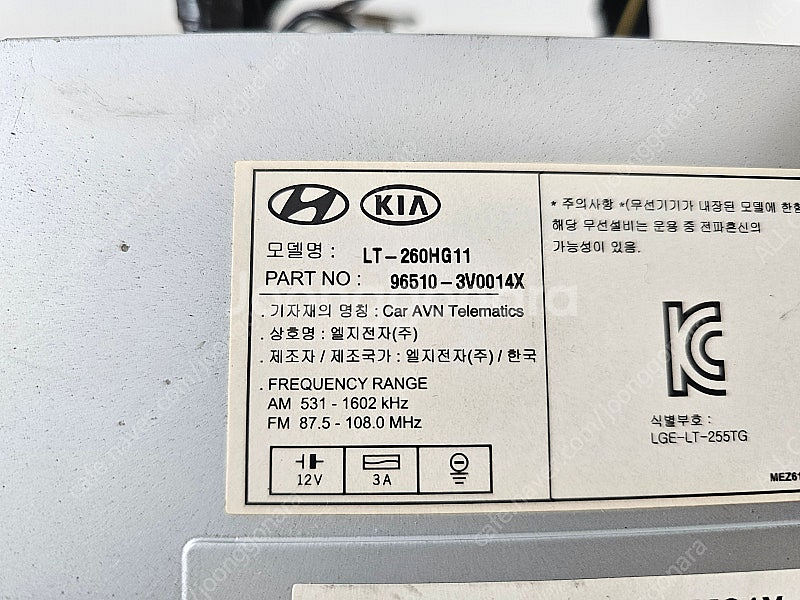 KIA
모델명 : LT-260HG11
PART NO : 96510-3V0014X
. 기자재의 명칭 : Car AVN Telematics
. 상호명 : 엘지전자(주)
. 제조자 / 제조국가 : 엘지전자(주) / 한국
. FREQUENCY RANGE
AM 531 - 1602 kHz
FM 87.5 - 108.0 MHz
12V
3A
* 주의사항 *(무선기기가 내장된 모델에 한함
해당 무선설비는 운용 중 전파혼신의
가능성이 있음.
KC
식별부호 :
LGE-LT-255TG
MEZ61
Joonggonara